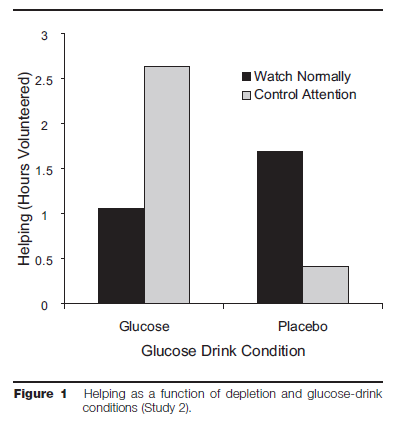 3
2.5
2
1.5
1
0.5
0
Helping (Hours Volunteered)
Watch Normally
Control Attention
Glucose
Placebo
Glucose Drink Condition
Figure 1 Helping as a function of depletion and glucose-drink
conditions (Study 2).